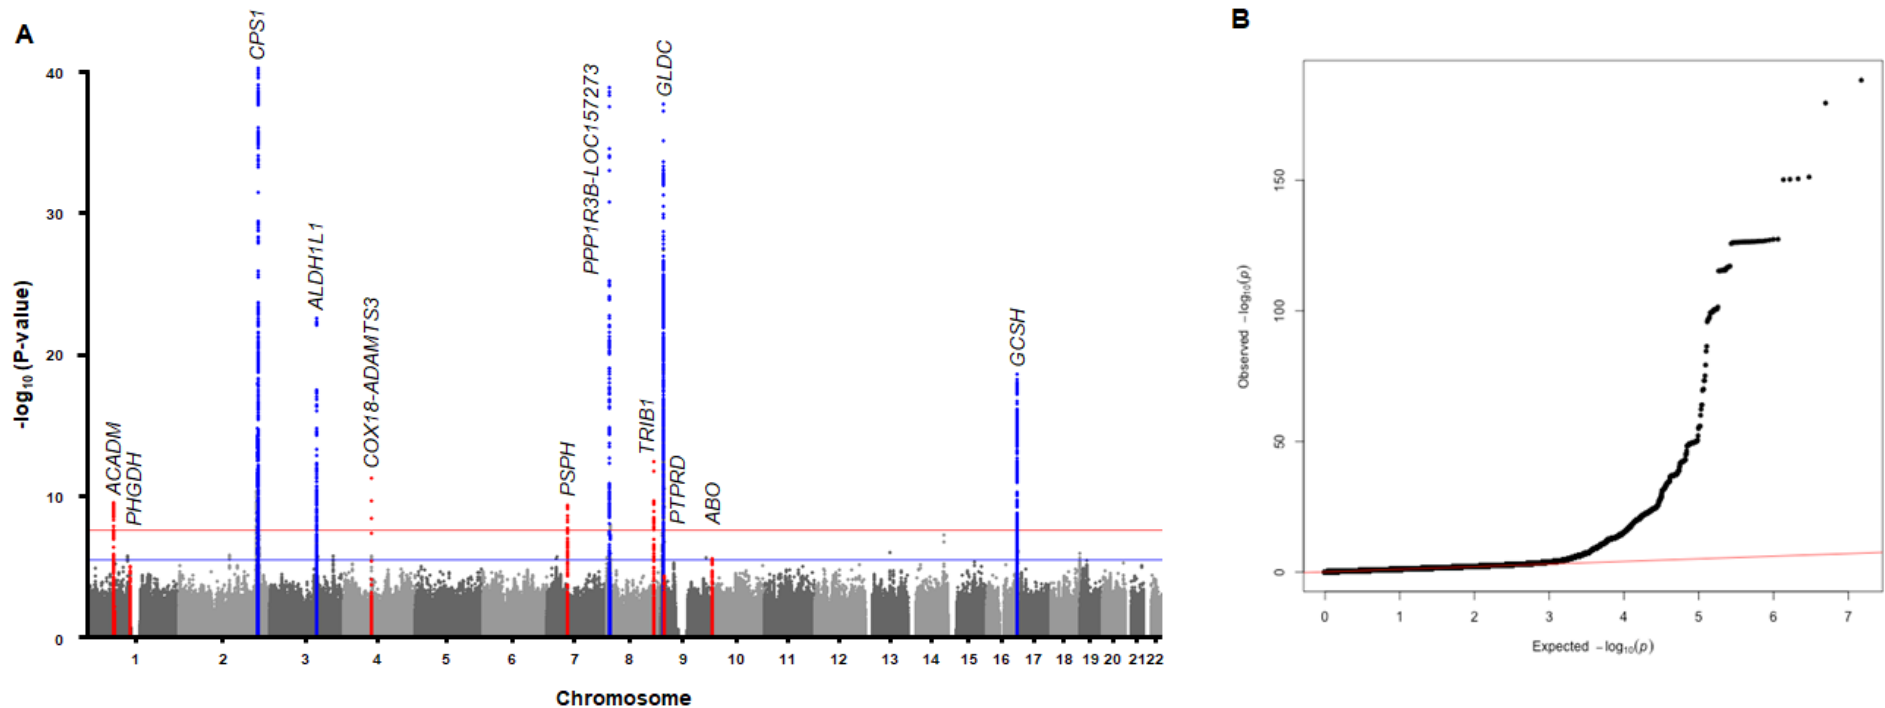 A
CPS1
GLDC
PPP1R3B-LOC157273
ALDH1L1
COX18-ADAMTS3
GCSH
TRIB1
ACADM
PHGDH
PSPH
PTPRD
ABO
-log10 (P-value)
40
30
20
10
0
1 2 3 4 5 6 7 8 9 10 11 12 13 14 15 16 17 18 19 20 21 22
Chromosome
B
Observed −log10(p)
150
100
50
0
0 1 2 3 4 5 6 7
Expected −log10(p)